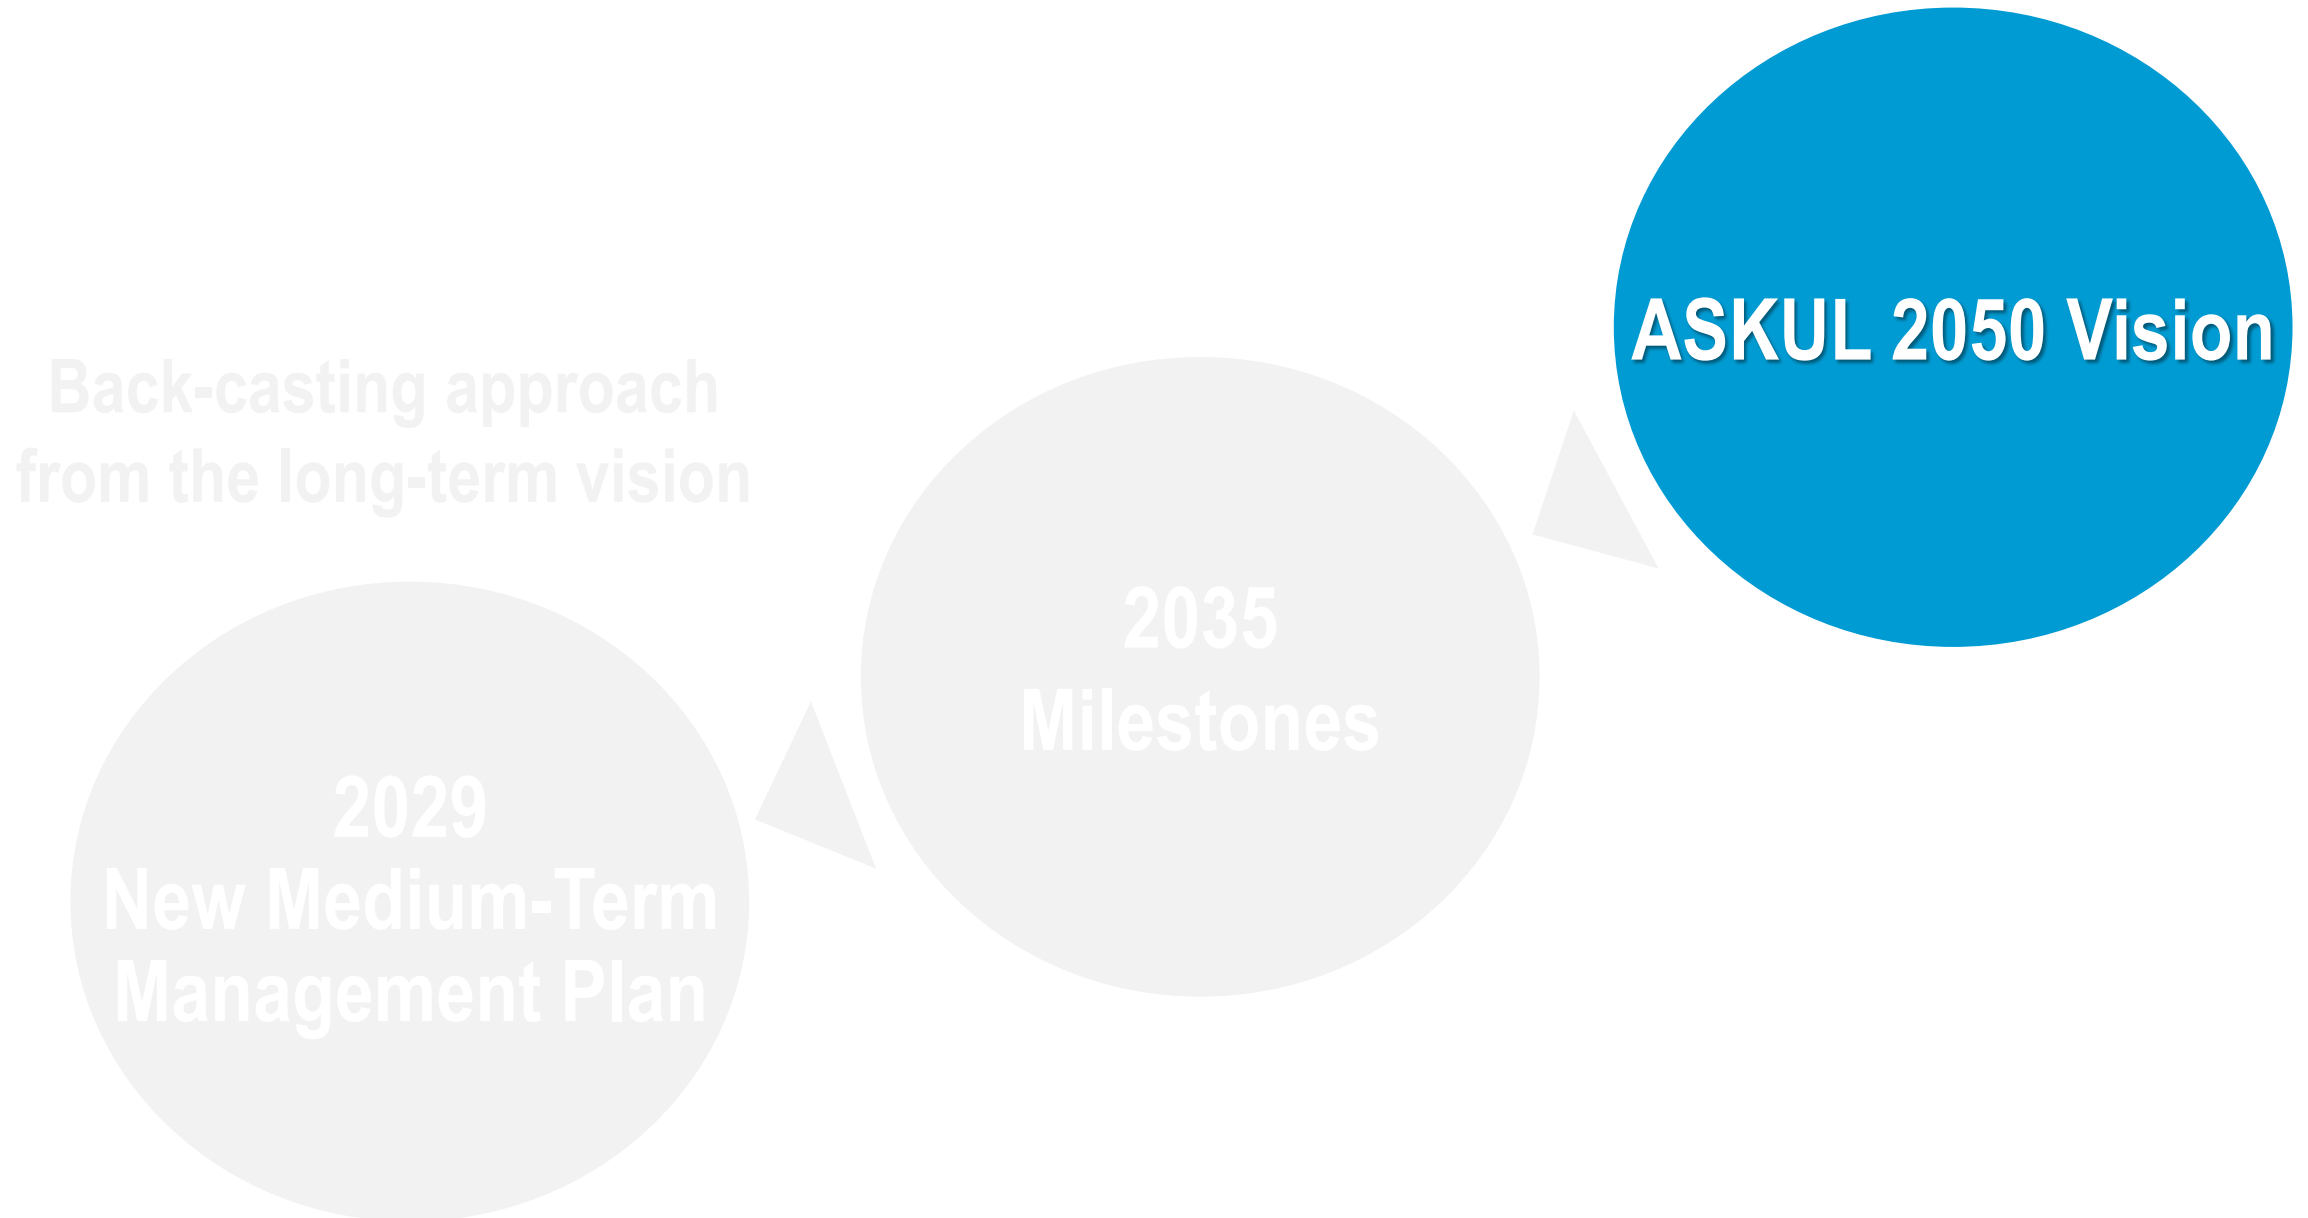 ASKUL 2050 Vision
Back-casting approach
from the long-term vision
2035
Milestones
2029
New Medium-Term
Management Plan